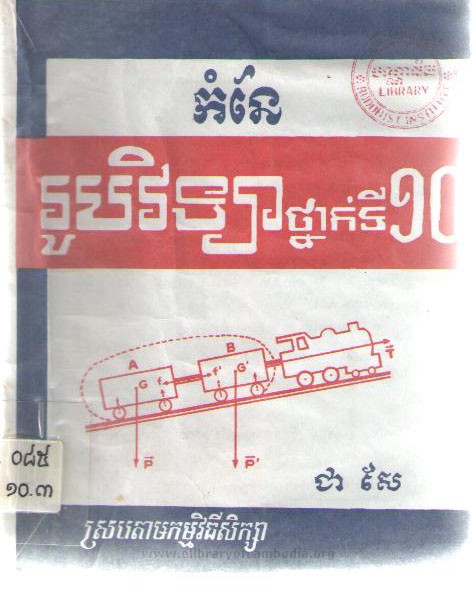 កំនែ
LIBRARY
BUDDHIST INSTITUTE
រូបវិទ្យា ថ្នាក់ទី ១០
T
A
B
G f
f' G'
P
P'
ជា សែ
០៨៥
១០.៣
ស្របតាមកម្មវិធីសិក្សា
www.elibraryofcambodia.org